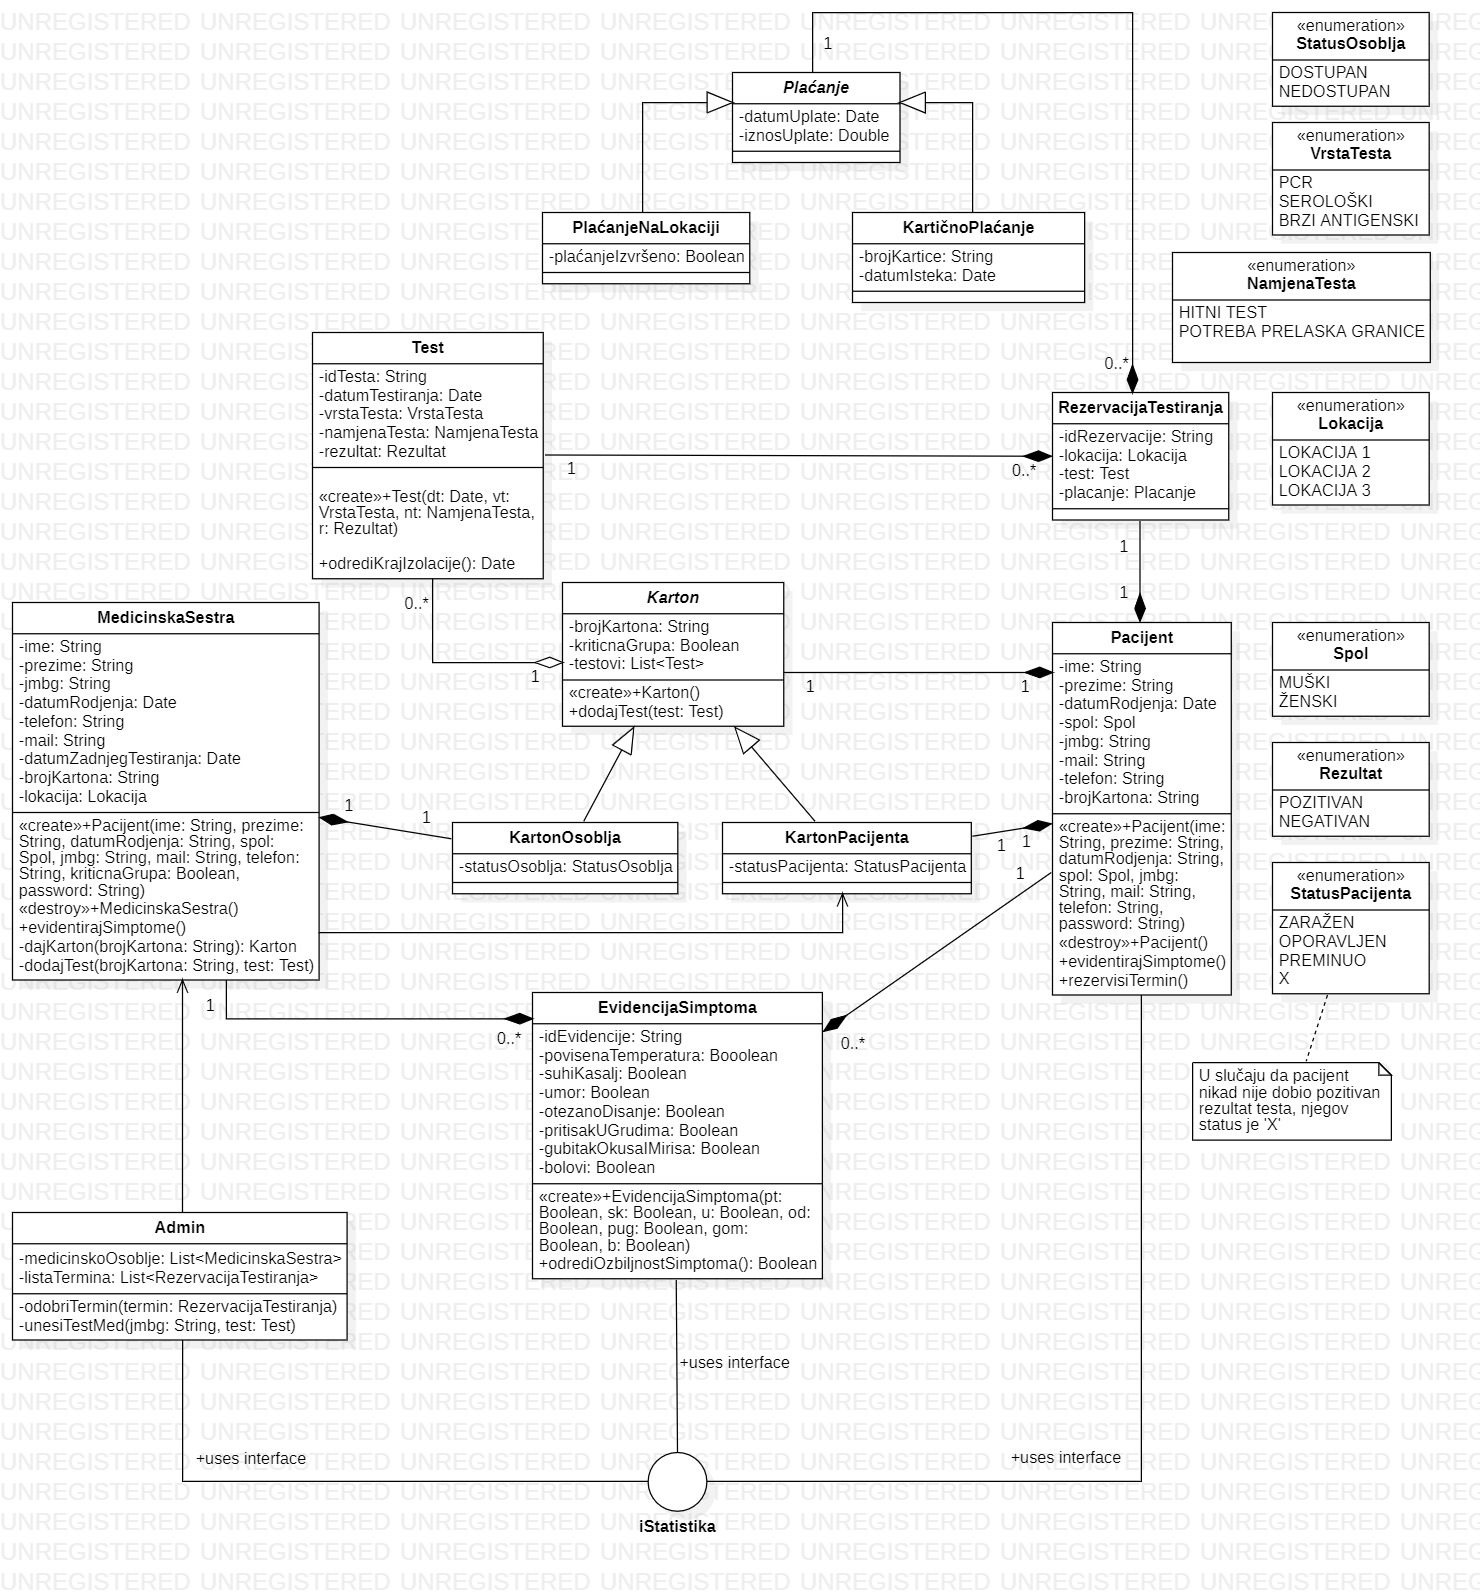 1
Plaćanje
-datumUplate: Date
-iznosUplate: Double
PlaćanjeNaLokaciji
-plaćanjeIzvršeno: Boolean
KartičnoPlaćanje
-brojKartice: String
-datumIsteka: Date
«enumeration»
StatusOsoblja
DOSTUPAN
NEDOSTUPAN
«enumeration»
VrstaTesta
PCR
SEROLOŠKI
BRZI ANTIGENSKI
«enumeration»
NamjenaTesta
HITNI TEST
POTREBA PRELASKA GRANICE
Test
-idTesta: String
-datumTestiranja: Date
-vrstaTesta: VrstaTesta
-namjenaTesta: NamjenaTesta
-rezultat: Rezultat
«create»+Test(dt: Date, vt:
VrstaTesta, nt: NamjenaTesta,
r: Rezultat)
+odrediKrajIzolacije(): Date
1
0..*
0..*
RezervacijaTestiranja
-idRezervacije: String
-lokacija: Lokacija
-test: Test
-placanje: Placanje
«enumeration»
Lokacija
LOKACIJA 1
LOKACIJA 2
LOKACIJA 3
1
1
0..*
1
Karton
-brojKartona: String
-kriticnaGrupa: Boolean
-testovi: List<Test>
«create»+Karton()
+dodajTest(test: Test)
1
1
MedicinskaSestra
-ime: String
-prezime: String
-jmbg: String
-datumRodjenja: Date
-telefon: String
-mail: String
-datumZadnjegTestiranja: Date
-brojKartona: String
-lokacija: Lokacija
«create»+Pacijent(ime: String, prezime:
String, datumRodjenja: String, spol:
Spol, jmbg: String, mail: String, telefon:
String, kriticnaGrupa: Boolean,
password: String)
«destroy»+MedicinskaSestra()
+evidentirajSimptome()
-dajKarton(brojKartona: String): Karton
-dodajTest(brojKartona: String, test: Test)
1
1
KartonOsoblja
-statusOsoblja: StatusOsoblja
KartonPacijenta
-statusPacijenta: StatusPacijenta
1
1
1
Pacijent
-ime: String
-prezime: String
-datumRodjenja: Date
-spol: Spol
-jmbg: String
-mail: String
-telefon: String
-brojKartona: String
«create»+Pacijent(ime:
String, prezime: String,
datumRodjenja: String,
spol: Spol, jmbg:
String, mail: String,
telefon: String,
password: String)
«destroy»+Pacijent()
+evidentirajSimptome()
+rezervisiTermin()
«enumeration»
Spol
MUŠKI
ŽENSKI
«enumeration»
Rezultat
POZITIVAN
NEGATIVAN
«enumeration»
StatusPacijenta
ZARAŽEN
OPORAVLJEN
PREMINUO
X
U slučaju da pacijent
nikad nije dobio pozitivan
rezultat testa, njegov
status je 'X'
1
0..*
0..*
EvidencijaSimptoma
-idEvidencije: String
-povisenaTemperatura: Booolean
-suhiKasalj: Boolean
-umor: Boolean
-otezanoDisanje: Boolean
-pritisakUGrudima: Boolean
-gubitakOkusaIMirisa: Boolean
-bolovi: Boolean
«create»+EvidencijaSimptoma(pt:
Boolean, sk: Boolean, u: Boolean, od:
Boolean, pug: Boolean, gom:
Boolean, b: Boolean)
+odrediOzbiljnostSimptoma(): Boolean
Admin
-medicinskoOsoblje: List<MedicinskaSestra>
-listaTermina: List<RezervacijaTestiranja>
-odobriTermin(termin: RezervacijaTestiranja)
-unesiTestMed(jmbg: String, test: Test)
+uses interface
+uses interface
+uses interface
iStatistika
UNREGISTERED